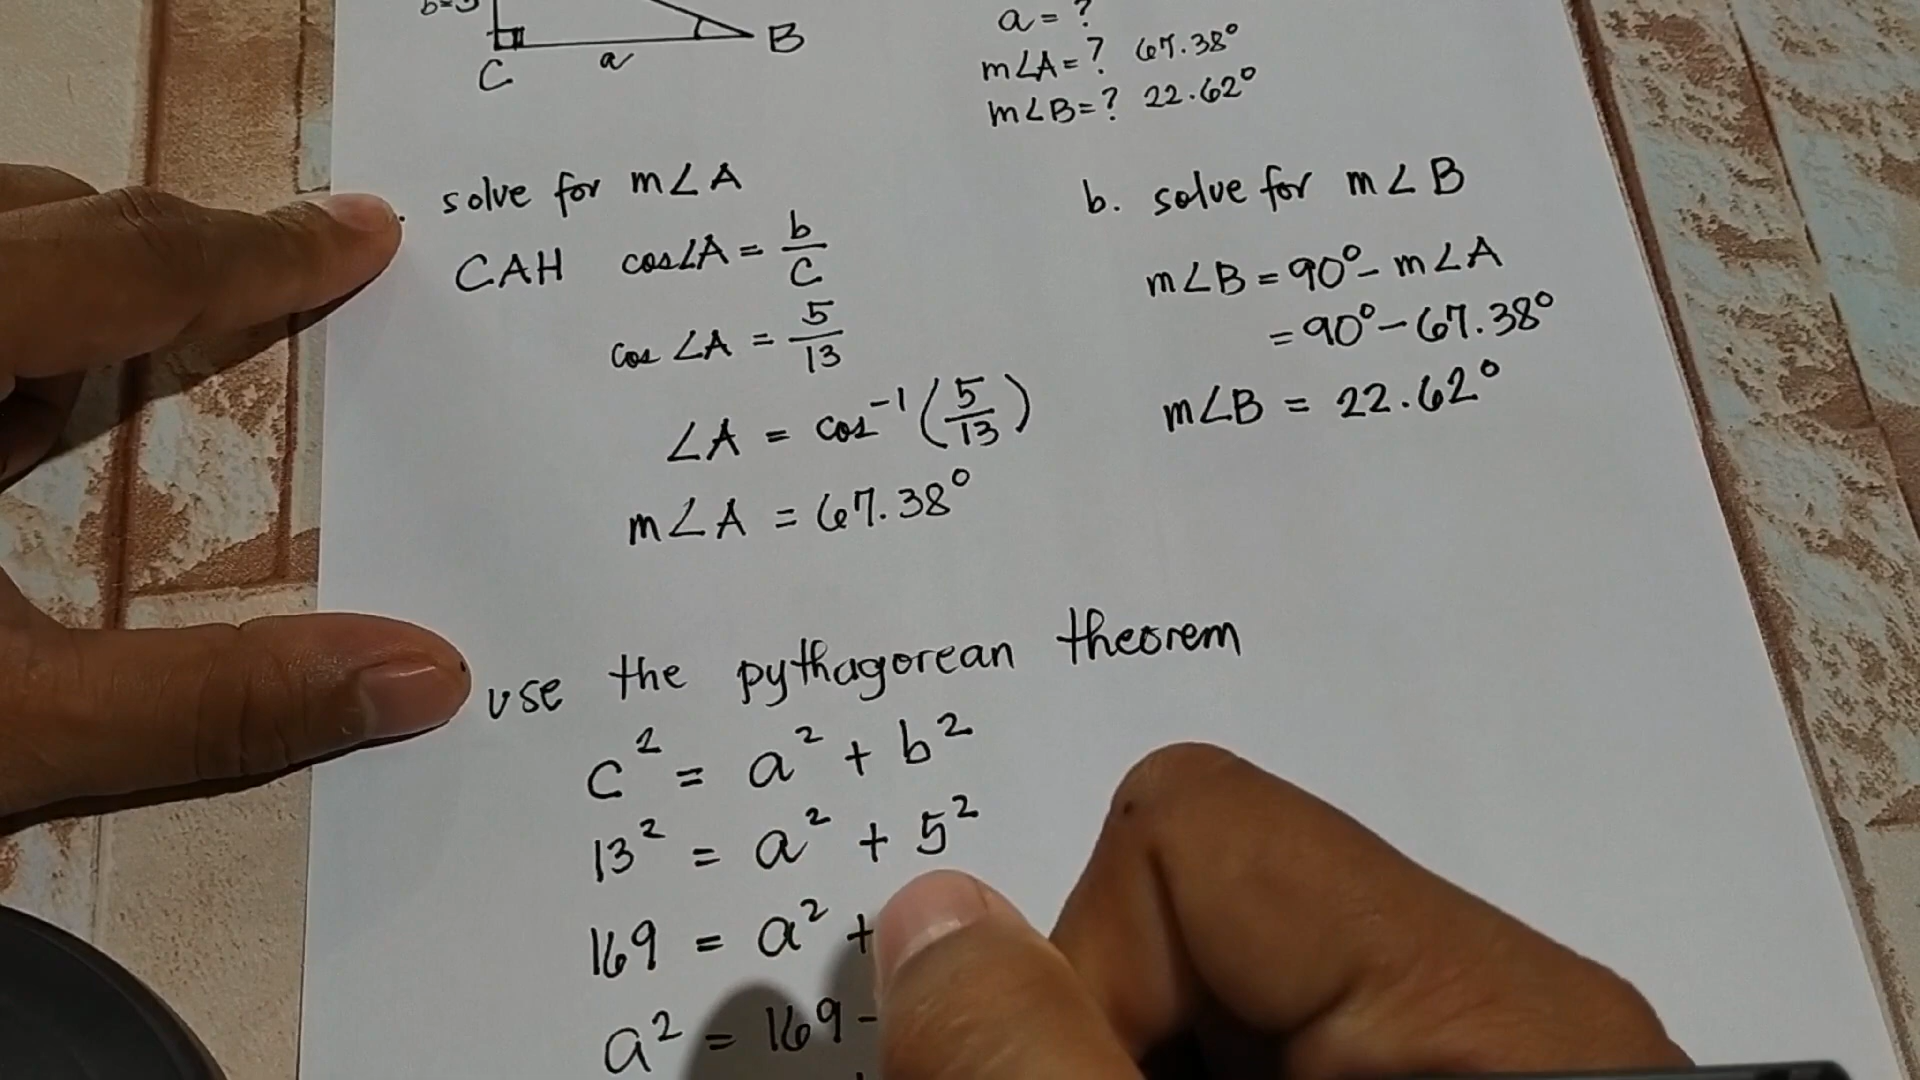 b=5
C
a
B
a = ?
m∠A = ? 67.38°
m∠B = ? 22.62°
. solve for m∠A
CAH cos∠A = b/c
cos ∠A = 5/13
∠A = cos⁻¹ (5/13)
m∠A = 67.38°
b. solve for m∠B
m∠B = 90° - m∠A
= 90° - 67.38°
m∠B = 22.62°
use the pythagorean theorem
c² = a² + b²
13² = a² + 5²
169 = a² +
a² = 169 -